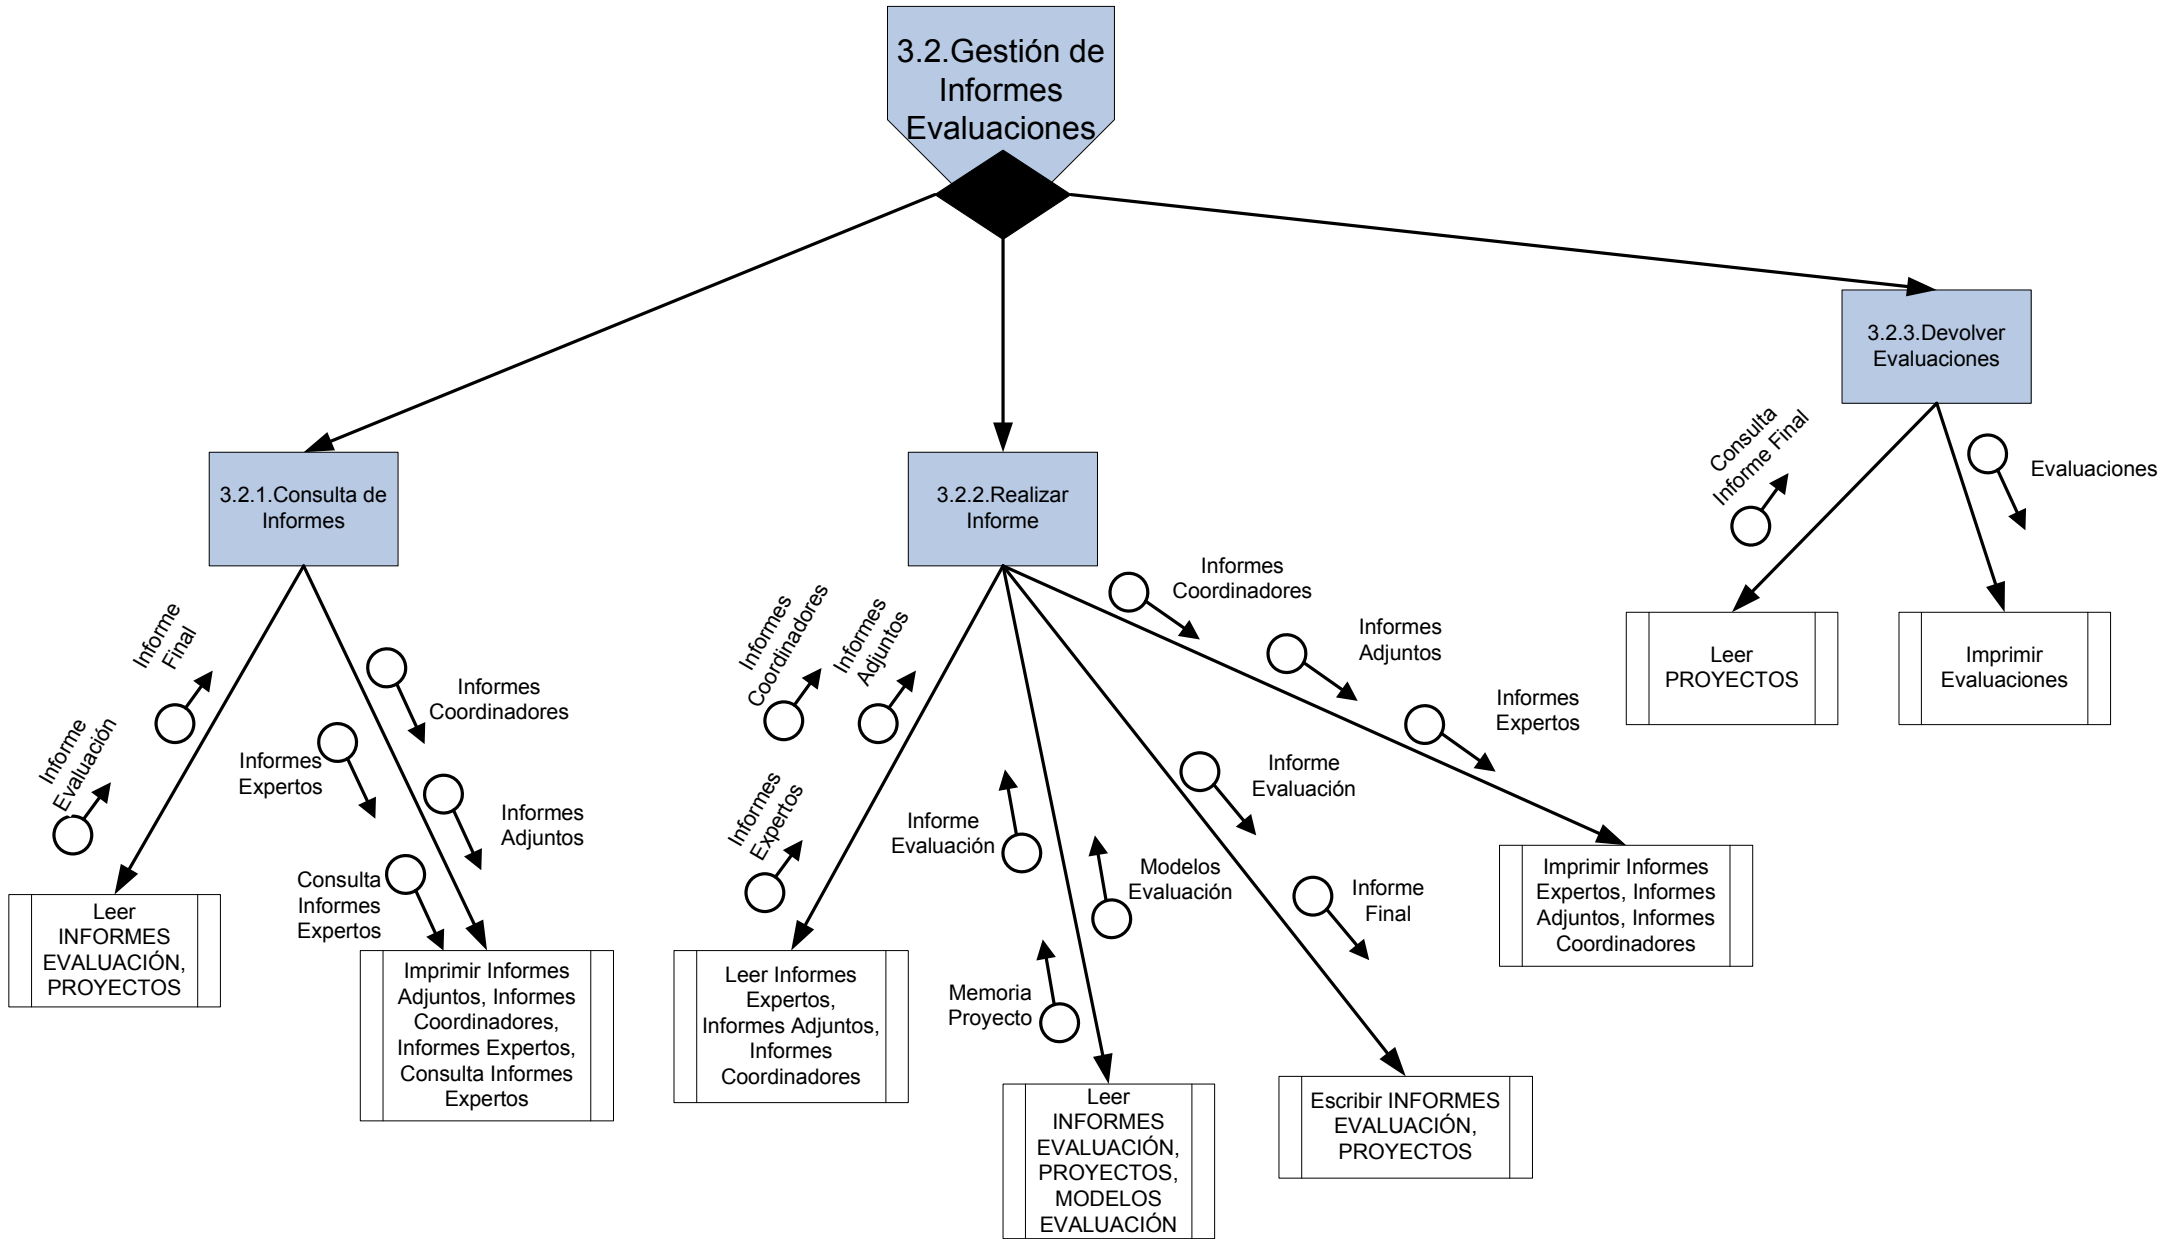 3.2.Gestión de
Informes
Evaluaciones
3.2.3.Devolver
Evaluaciones
Consulta
Informe Final
Evaluaciones
Leer
PROYECTOS
Imprimir
Evaluaciones
3.2.1.Consulta de
Informes
Informe
Final
Informe
Evaluación
Informes
Coordinadores
Informes
Expertos
Informes
Adjuntos
Consulta
Informes
Expertos
Leer
INFORMES
EVALUACIÓN,
PROYECTOS
Imprimir Informes
Adjuntos, Informes
Coordinadores,
Informes Expertos,
Consulta Informes
Expertos
3.2.2.Realizar
Informe
Informes
Coordinadores
Informes
Adjuntos
Informes
Expertos
Informe
Evaluación
Modelos
Evaluación
Memoria
Proyecto
Informe
Evaluación
Informe
Final
Informes
Coordinadores
Informes
Adjuntos
Informes
Expertos
Leer Informes
Expertos,
Informes Adjuntos,
Informes
Coordinadores
Leer
INFORMES
EVALUACIÓN,
PROYECTOS,
MODELOS
EVALUACIÓN
Escribir INFORMES
EVALUACIÓN,
PROYECTOS
Imprimir Informes
Expertos, Informes
Adjuntos, Informes
Coordinadores